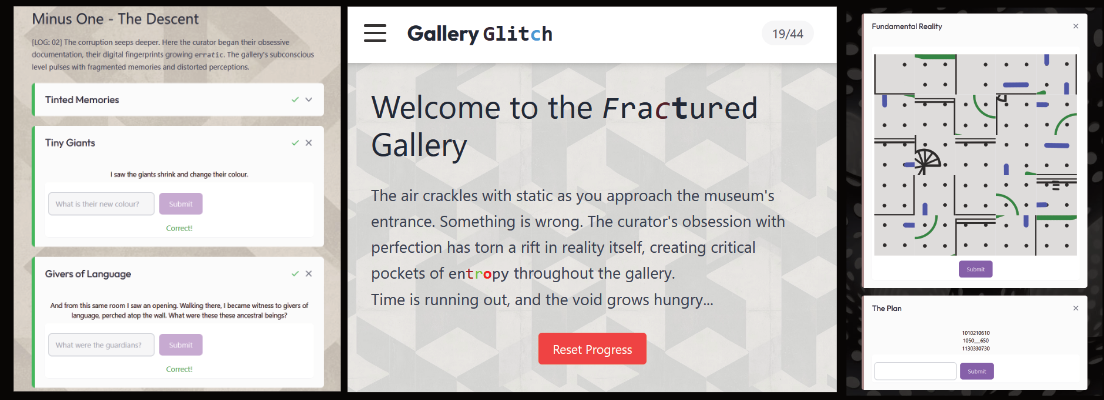 Minus One - The Descent
[LOG: 02] The corruption seeps deeper. Here the curator began their obsessive
documentation, their digital fingerprints growing erratic. The gallery's subconscious
level pulses with fragmented memories and distorted perceptions.
Tinted Memories
Tiny Giants
I saw the giants shrink and change their colour.
What is their new colour?
Submit
Correct!
Givers of Language
And from this same room I saw an opening. Walking there, I became witness to givers of
language, perched atop the wall. What were these these ancestral beings?
What were the guardians?
Submit
Correct!
Gallery Glitch
19/44
Welcome to the Fractured
Gallery
The air crackles with static as you approach the museum's
entrance. Something is wrong. The curator's obsession with
perfection has torn a rift in reality itself, creating critical
pockets of entropy throughout the gallery.
Time is running out, and the void grows hungry...
Reset Progress
Fundamental Reality
Submit
The Plan
1010210610
1050__650
1130330730
Submit